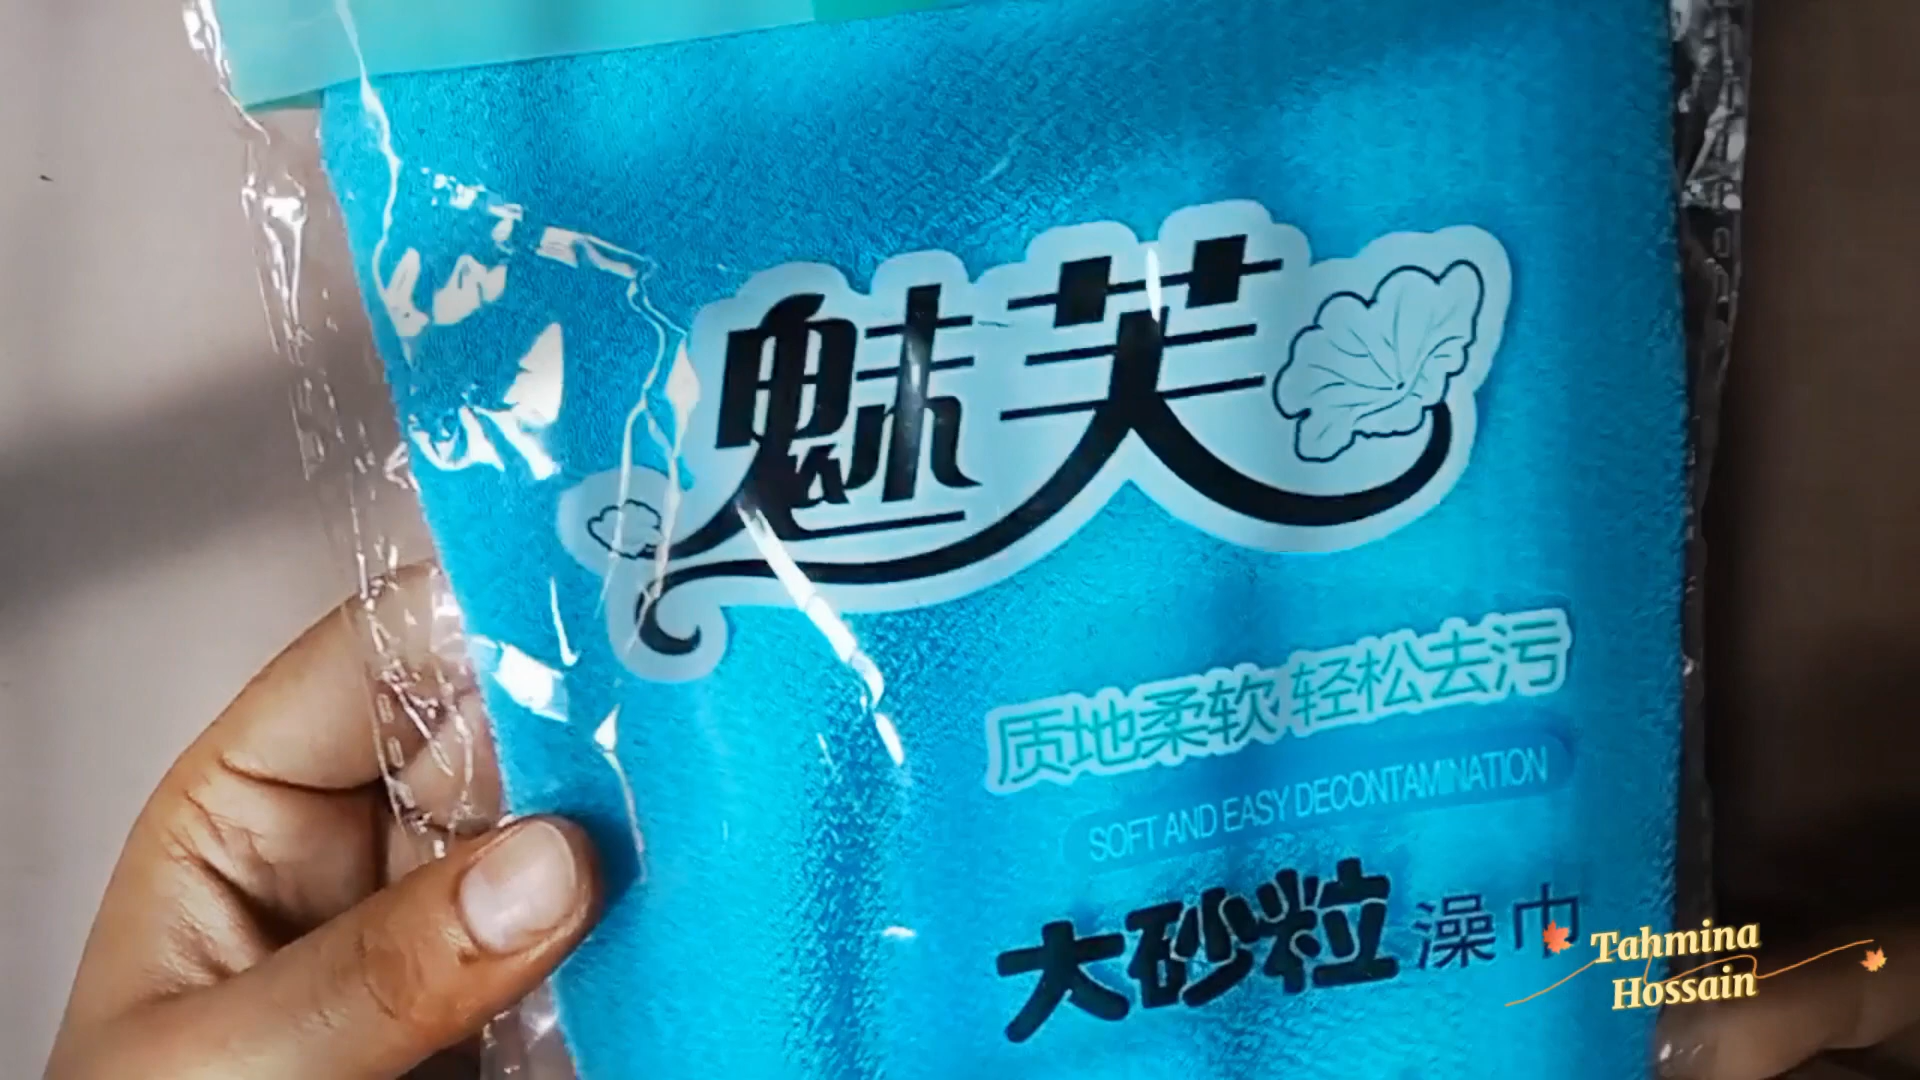 魅芙
质地柔软 轻松去污
SOFT AND EASY DECONTAMINATION
大砂粒 澡巾
Tahmina
Hossain